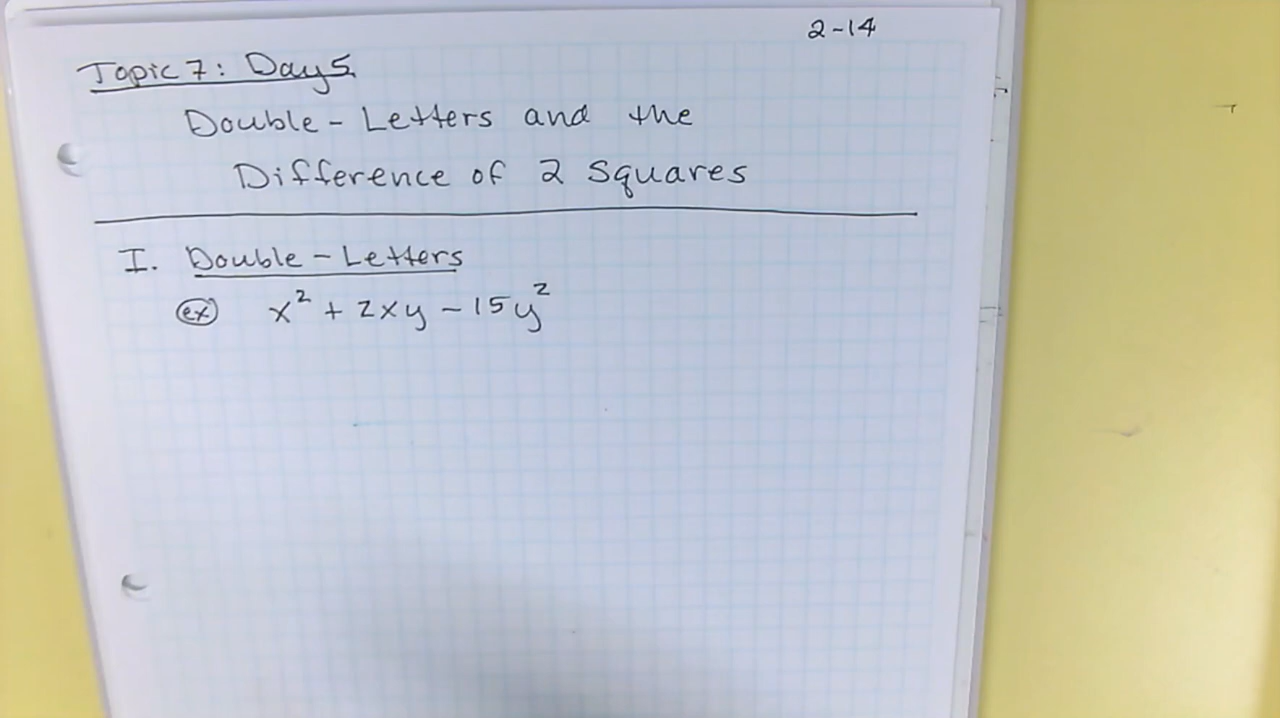 2-14
Topic 7: Day 5
Double-Letters and the
Difference of 2 Squares
I. Double-Letters
ex x² + 2xy - 15y²